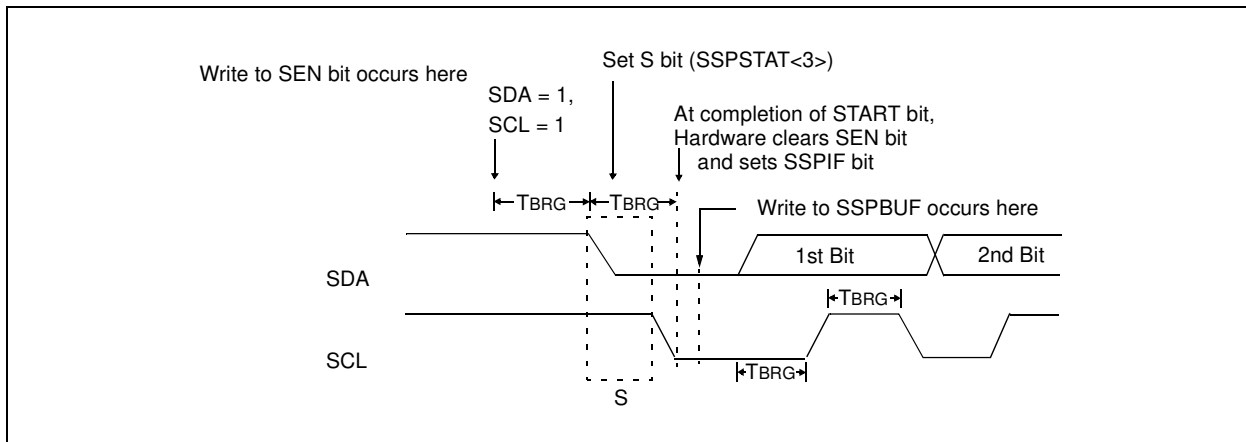 Write to SEN bit occurs here
Set S bit (SSPSTAT<3>)
SDA = 1,
SCL = 1
At completion of START bit,
Hardware clears SEN bit
and sets SSPIF bit
TBRG
TBRG
Write to SSPBUF occurs here
SDA
1st Bit
2nd Bit
TBRG
SCL
TBRG
S